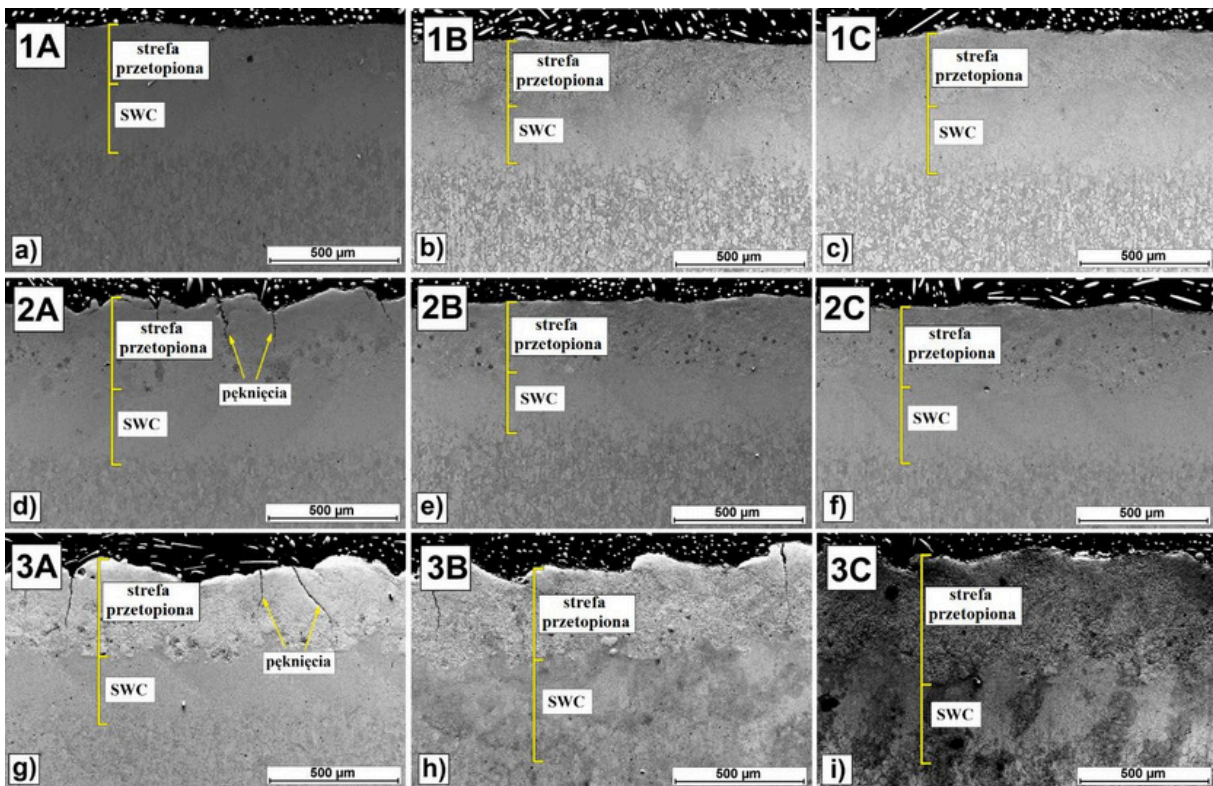 1A
strefa
przetopiona
SWC
a)
500 µm
1B
strefa
przetopiona
SWC
b)
500 µm
1C
strefa
przetopiona
SWC
c)
500 µm
2A
strefa
przetopiona
pęknięcia
SWC
d)
500 µm
2B
strefa
przetopiona
SWC
e)
500 µm
2C
strefa
przetopiona
SWC
f)
500 µm
3A
strefa
przetopiona
pęknięcia
SWC
g)
500 µm
3B
strefa
przetopiona
SWC
h)
500 µm
3C
strefa
przetopiona
SWC
i)
500 µm